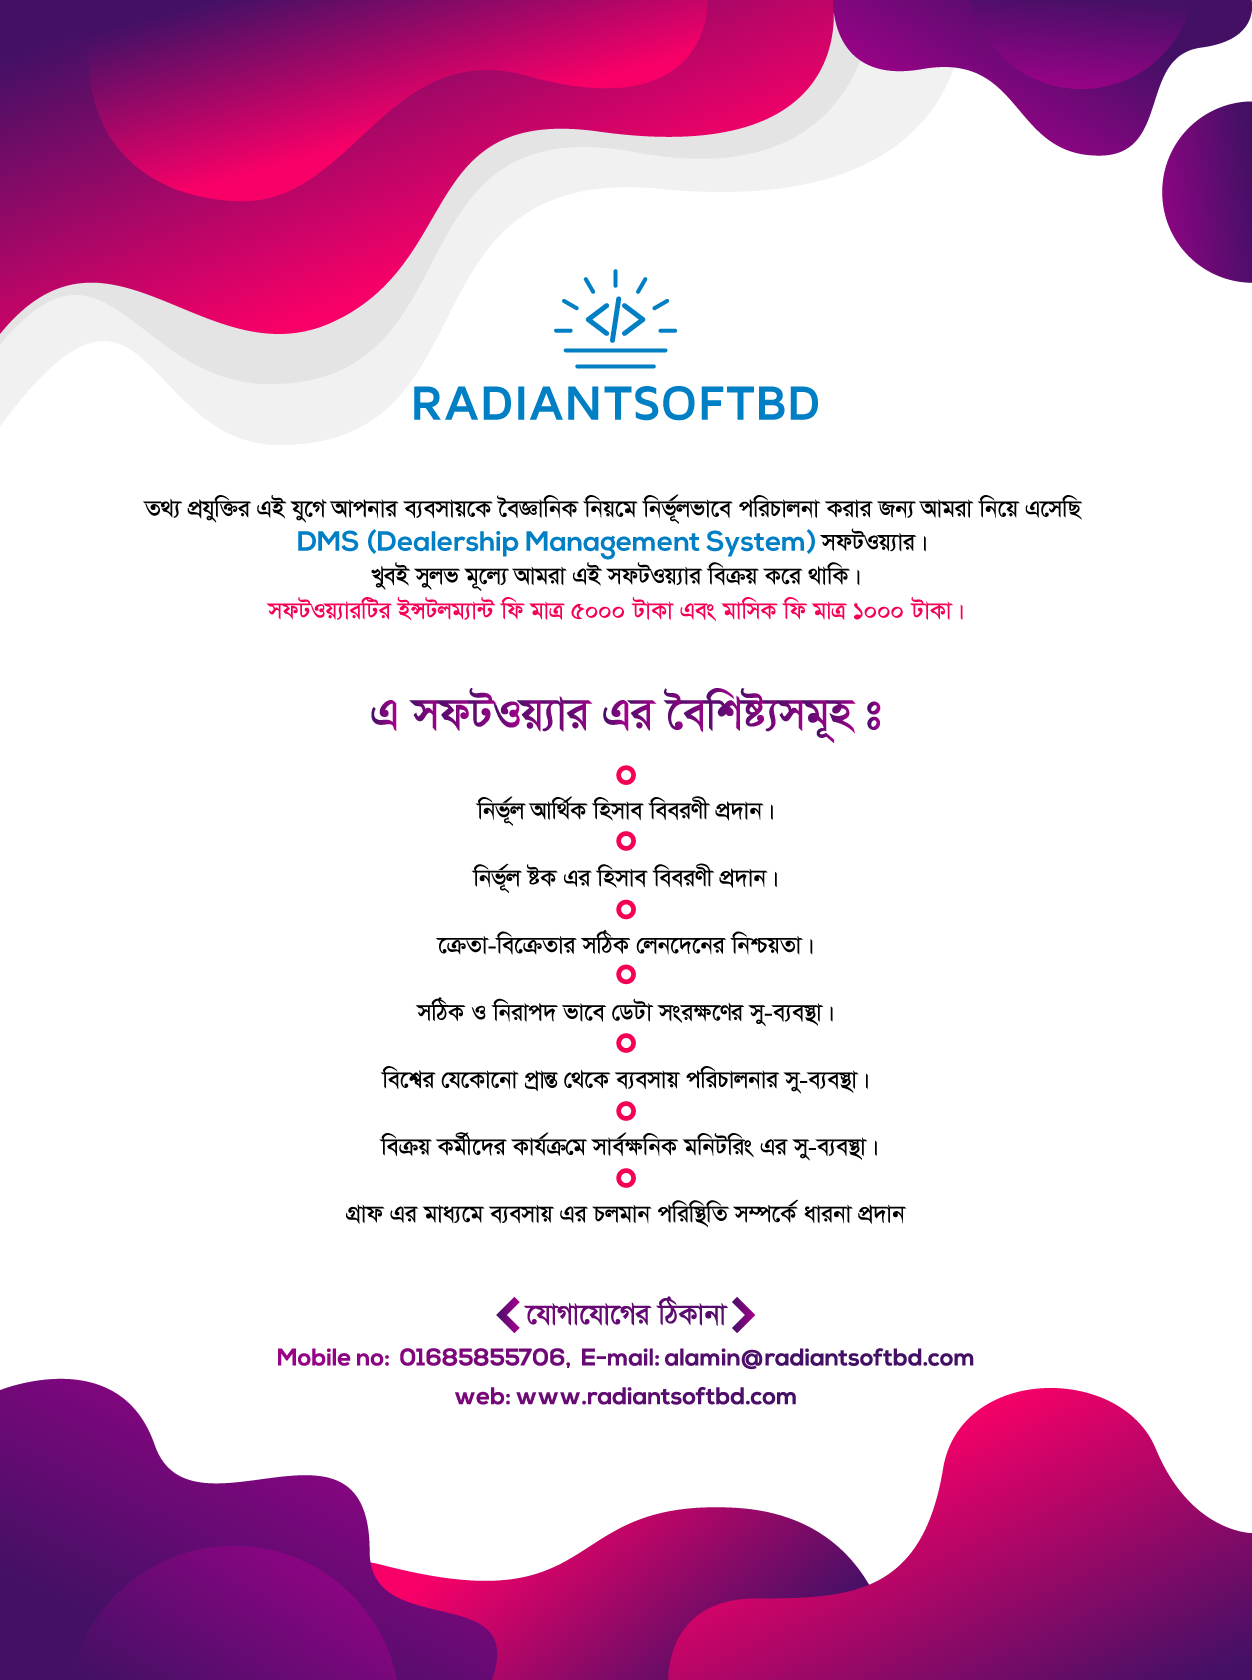 RADIANTSOFTBD
তথ্য প্রযুক্তির এই যুগে আপনার ব্যবসায়কে বৈজ্ঞানিক নিয়মে নির্ভূলভাবে পরিচালনা করার জন্য আমরা নিয়ে এসেছি
DMS (Dealership Management System) সফটওয়্যার।
খুবই সুলভ মূল্যে আমরা এই সফটওয়্যার বিক্রয় করে থাকি।
সফটওয়্যারটির ইন্সটলম্যান্ট ফি মাত্র ৫০০০ টাকা এবং মাসিক ফি মাত্র ১০০০ টাকা।
এ সফটওয়্যার এর বৈশিষ্ট্যসমূহ ঃ
নির্ভূল আর্থিক হিসাব বিবরণী প্রদান।
নির্ভূল ষ্টক এর হিসাব বিবরণী প্রদান।
ক্রেতা-বিক্রেতার সঠিক লেনদেনের নিশ্চয়তা।
সঠিক ও নিরাপদ ভাবে ডেটা সংরক্ষণের সু-ব্যবস্থা।
বিশ্বের যেকোনো প্রান্ত থেকে ব্যবসায় পরিচালনার সু-ব্যবস্থা।
বিক্রয় কর্মীদের কার্যক্রমে সার্বক্ষনিক মনিটরিং এর সু-ব্যবস্থা।
গ্রাফ এর মাধ্যমে ব্যবসায় এর চলমান পরিস্থিতি সম্পর্কে ধারনা প্রদান
যোগাযোগের ঠিকানা
Mobile no: 01685855706, E-mail: alamin@radiantsoftbd.com
web: www.radiantsoftbd.com